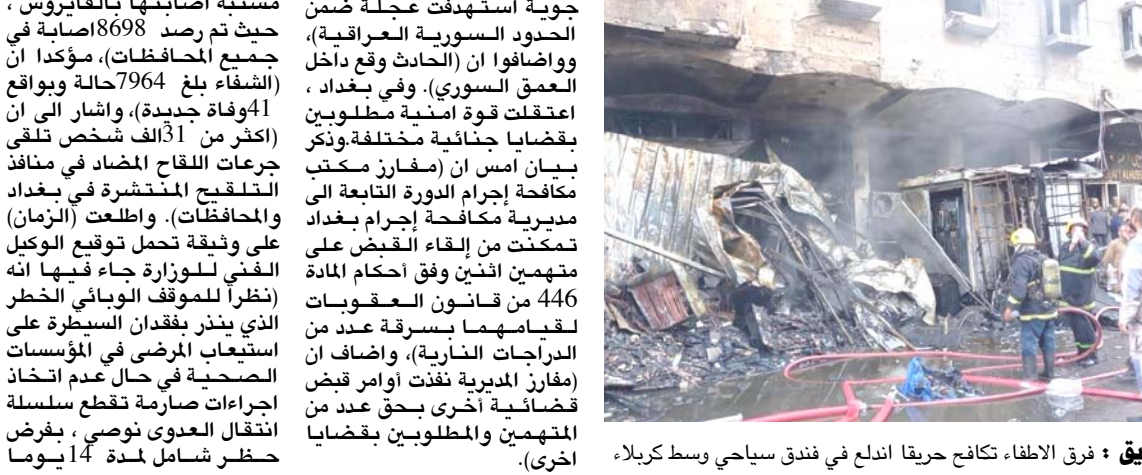 جوية استهدفت عجلة ضمن
الحدود السورية العراقية)،
وواضافوا ان (الحادث وقع داخل
العمق السوري). وفي بغداد ،
اعتقلت قوة امنية مطلوبين
بقضايا جنائية مختلفة.وذكر
بيان امس ان (مفارز مكتب
مكافحة إجرام الدورة التابعة الى
مديرية مكافحة إجرام بغداد
تمكنت من إلقاء القبض على
متهمين اثنين وفق أحكام المادة
446 من قانون العقوبات
لقيامهما بسرقة عدد من
الدراجات النارية)، واضاف ان
(مفارز المديرية نفذت أوامر قبض
قضائية أخرى بحق عدد من
المتهمين والمطلوبين بقضايا
اخرى).
مشتبه اصابتها بالفايروس ،
حيث تم رصد 8698اصابة في
جميع المحافظات)، مؤكدا ان
(الشفاء بلغ 7964حالة وبواقع
41وفاة جديدة)، واشار الى ان
(اكثر من 31الف شخص تلقى
جرعات اللقاح المضاد في منافذ
التلقيح المنتشرة في بغداد
والمحافظات). واطلعت (الزمان)
على وثيقة تحمل توقيع الوكيل
الفني للوزارة جاء فيها انه
(نظراً للموقف الوبائي الخطر
الذي ينذر بفقدان السيطرة على
استيعاب المرضى في المؤسسات
الصحية في حال عدم اتخاذ
اجراءات صارمة تقطع سلسلة
انتقال العدوى نوصي ، بفرض
حظر شامل لمدة 14 يوما
: فرق الاطفاء تكافح حريقا اندلع في فندق سياحي وسط كربلاء